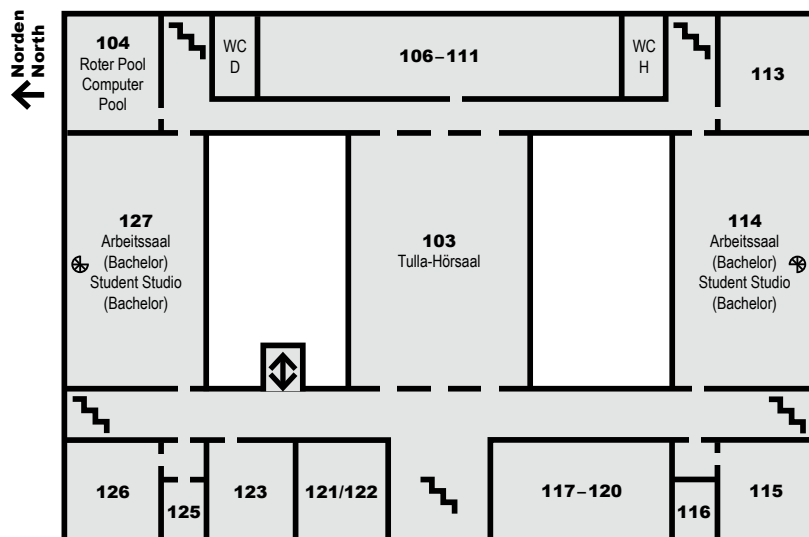 Norden
North
104
Roter Pool
Computer
Pool
WC
D
106–111
WC
H
113
127
Arbeitssaal
(Bachelor)
Student Studio
(Bachelor)
103
Tulla-Hörsaal
114
Arbeitssaal
(Bachelor)
Student Studio
(Bachelor)
126
125
123
121/122
117–120
116
115